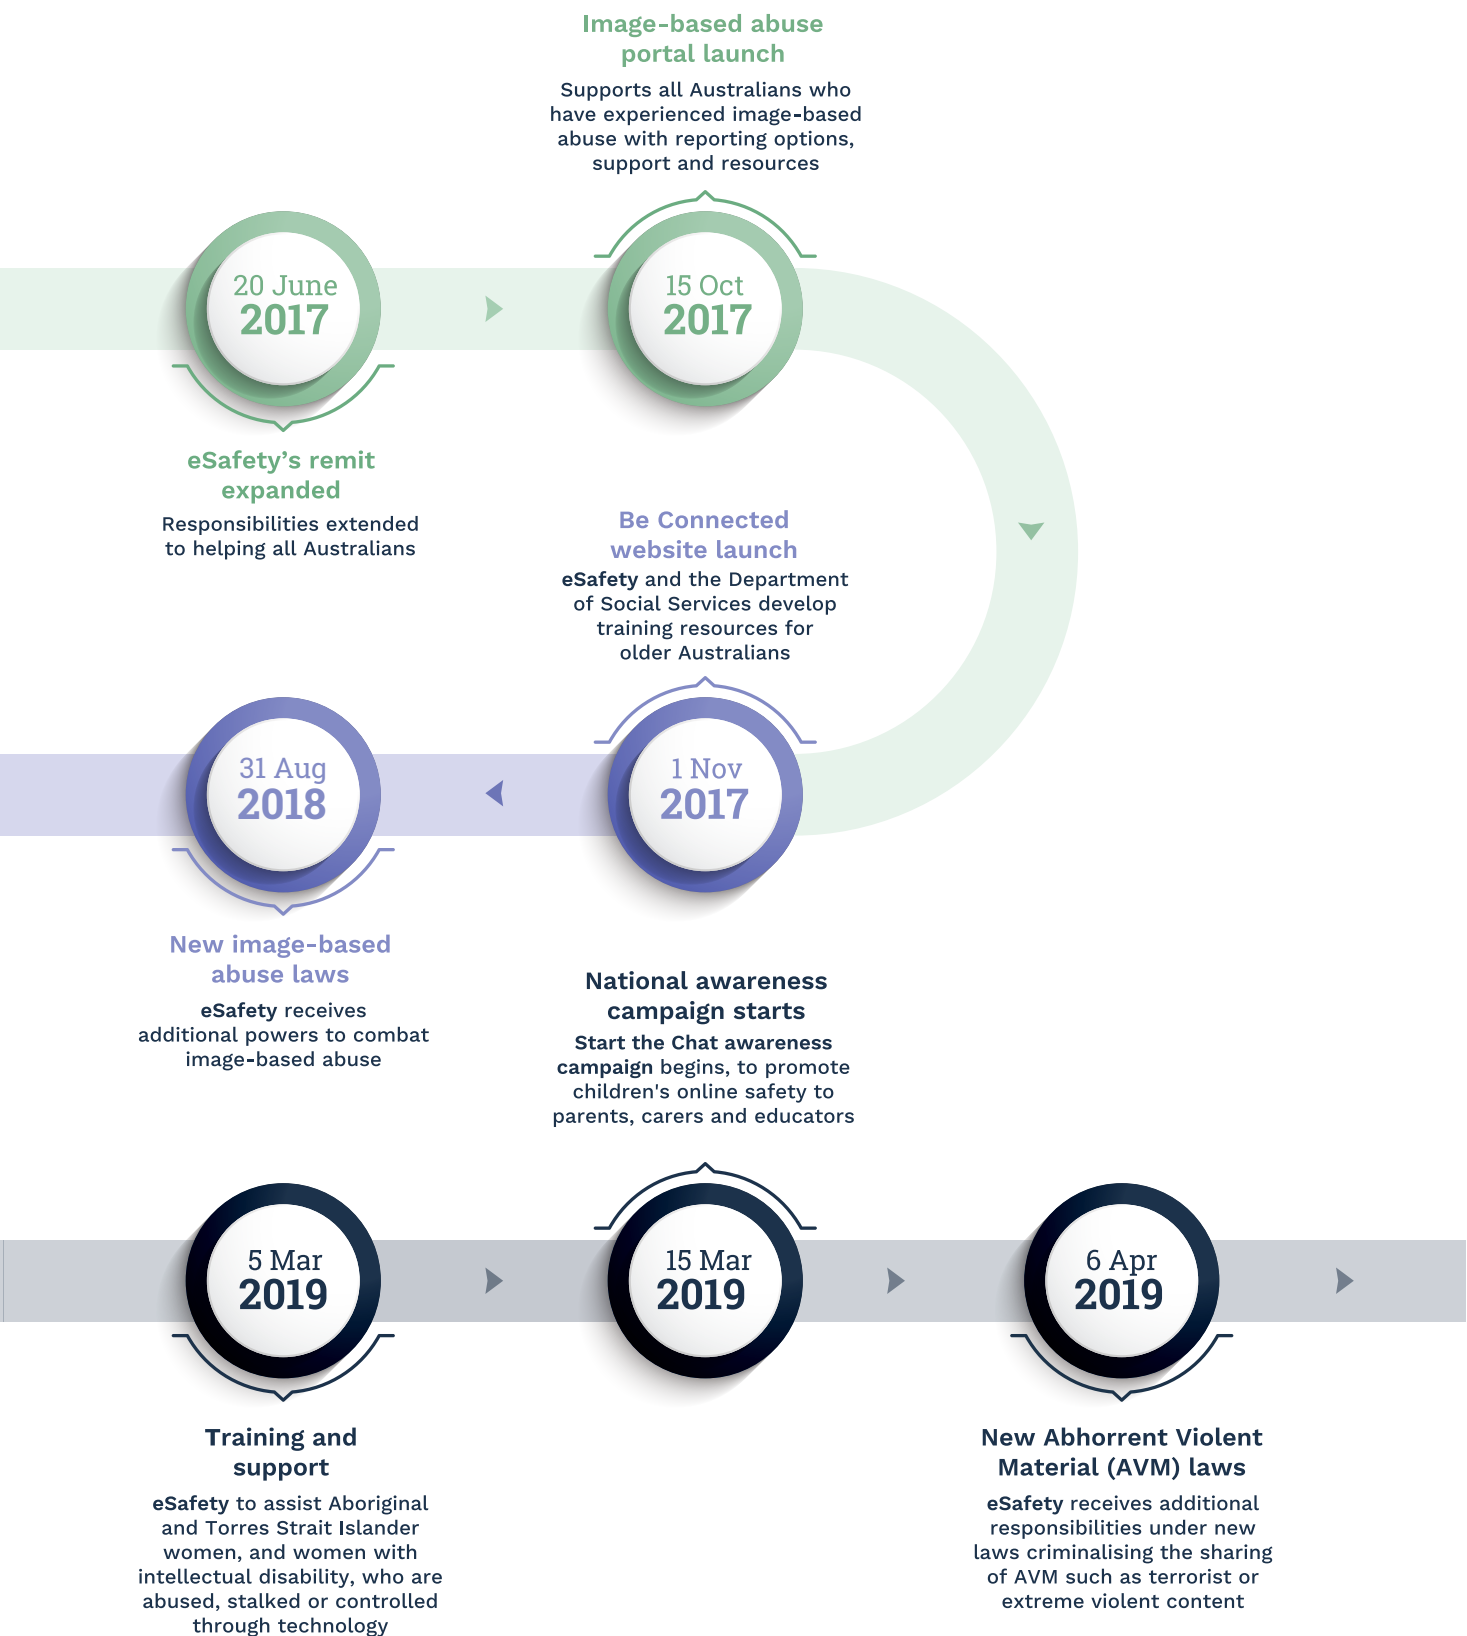 Image-based abuse
portal launch
Supports all Australians who
have experienced image-based
abuse with reporting options,
support and resources
20 June
2017
15 Oct
2017
eSafety’s remit
expanded
Responsibilities extended
to helping all Australians
Be Connected
website launch
eSafety and the Department
of Social Services develop
training resources for
older Australians
1 Nov
2017
31 Aug
2018
New image-based
abuse laws
eSafety receives
additional powers to combat
image-based abuse
National awareness
campaign starts
Start the Chat awareness
campaign begins, to promote
children's online safety to
parents, carers and educators
5 Mar
2019
15 Mar
2019
6 Apr
2019
Training and
support
eSafety to assist Aboriginal
and Torres Strait Islander
women, and women with
intellectual disability, who are
abused, stalked or controlled
through technology
New Abhorrent Violent
Material (AVM) laws
eSafety receives additional
responsibilities under new
laws criminalising the sharing
of AVM such as terrorist or
extreme violent content